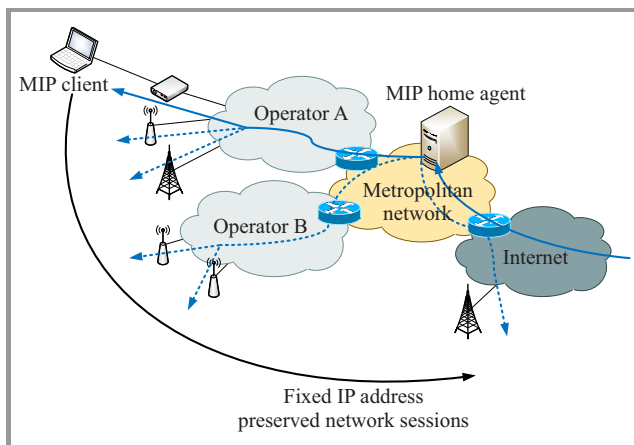 MIP client
Operator A
MIP home agent
Metropolitan
network
Operator B
Internet
Fixed IP address
preserved network sessions